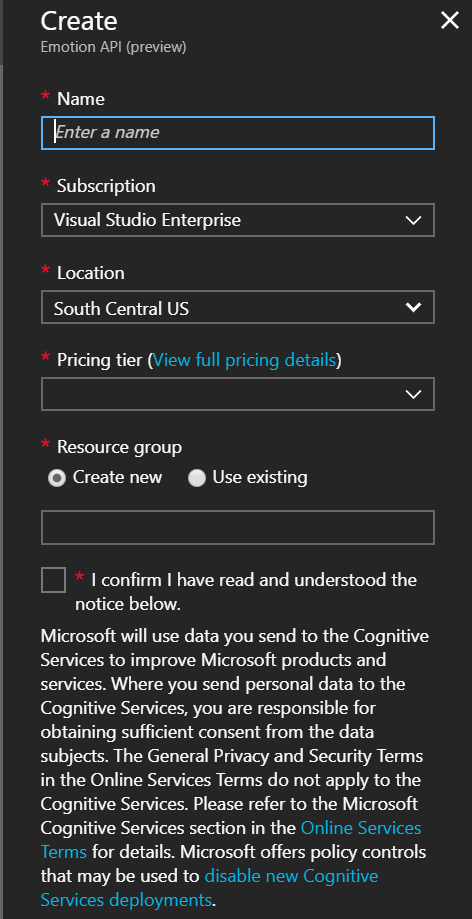 Create
Emotion API (preview)
* Name
Enter a name
* Subscription
Visual Studio Enterprise
* Location
South Central US
* Pricing tier (View full pricing details)
* Resource group
Create new Use existing
* I confirm I have read and understood the
notice below.
Microsoft will use data you send to the Cognitive
Services to improve Microsoft products and
services. Where you send personal data to the
Cognitive Services, you are responsible for
obtaining sufficient consent from the data
subjects. The General Privacy and Security Terms
in the Online Services Terms do not apply to the
Cognitive Services. Please refer to the Microsoft
Cognitive Services section in the Online Services
Terms for details. Microsoft offers policy controls
that may be used to disable new Cognitive
Services deployments.